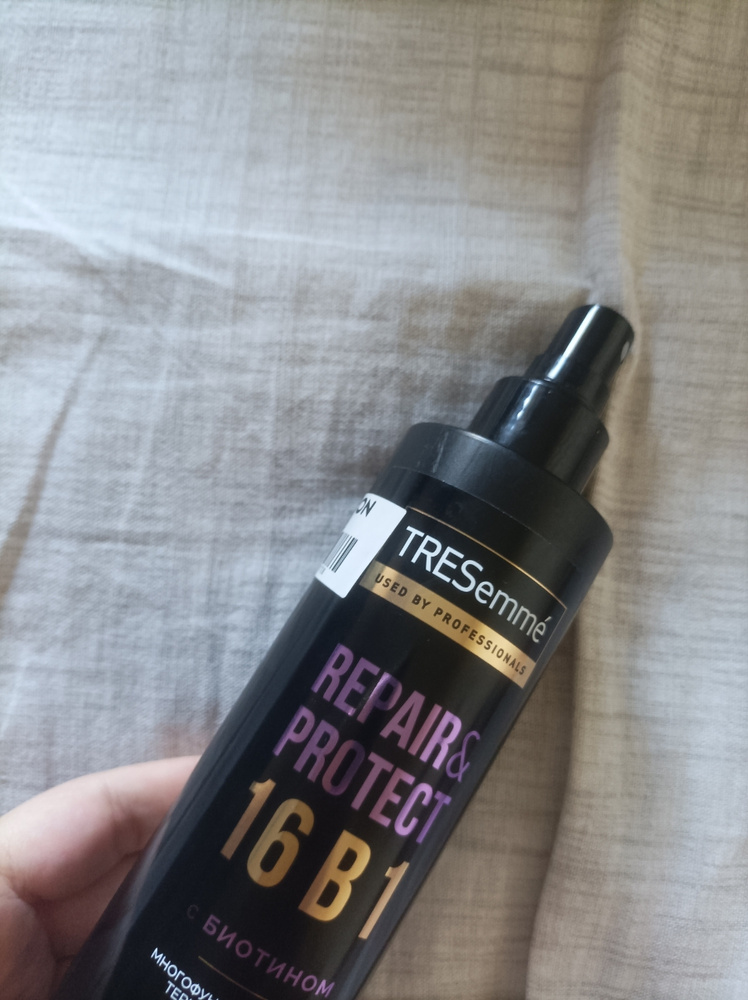 TRESemmé
USED BY PROFESSIONALS
REPAIR&
PROTECT
16 В 1
С БИОТИНОМ